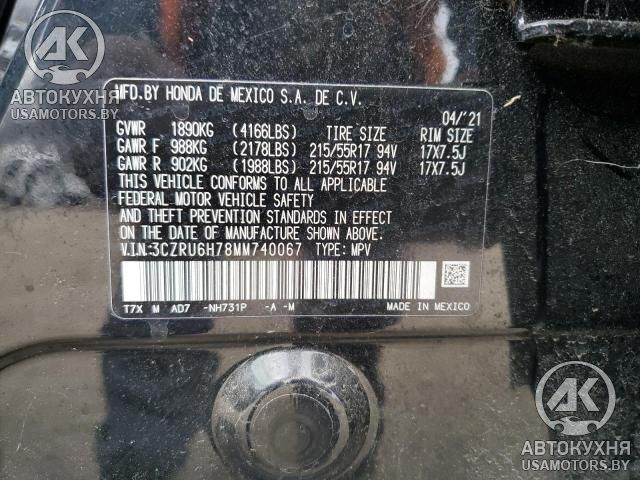 АК
АВТОКУХНЯ
USAMOTORS.BY
MFD.BY HONDA DE MEXICO S.A. DE C.V.
04/'21
GVWR 1890KG (4166LBS) TIRE SIZE RIM SIZE
GAWR F 988KG (2178LBS) 215/55R17 94V 17X7.5J
GAWR R 902KG (1988LBS) 215/55R17 94V 17X7.5J
THIS VEHICLE CONFORMS TO ALL APPLICABLE
FEDERAL MOTOR VEHICLE SAFETY
AND THEFT PREVENTION STANDARDS IN EFFECT
ON THE DATE OF MANUFACTURE SHOWN ABOVE.
V.I.N:3CZRU6H78MM740067 TYPE: MPV
T7X M AD7 -NH731P -A -M MADE IN MEXICO
АК
АВТОКУХНЯ
USAMOTORS.BY